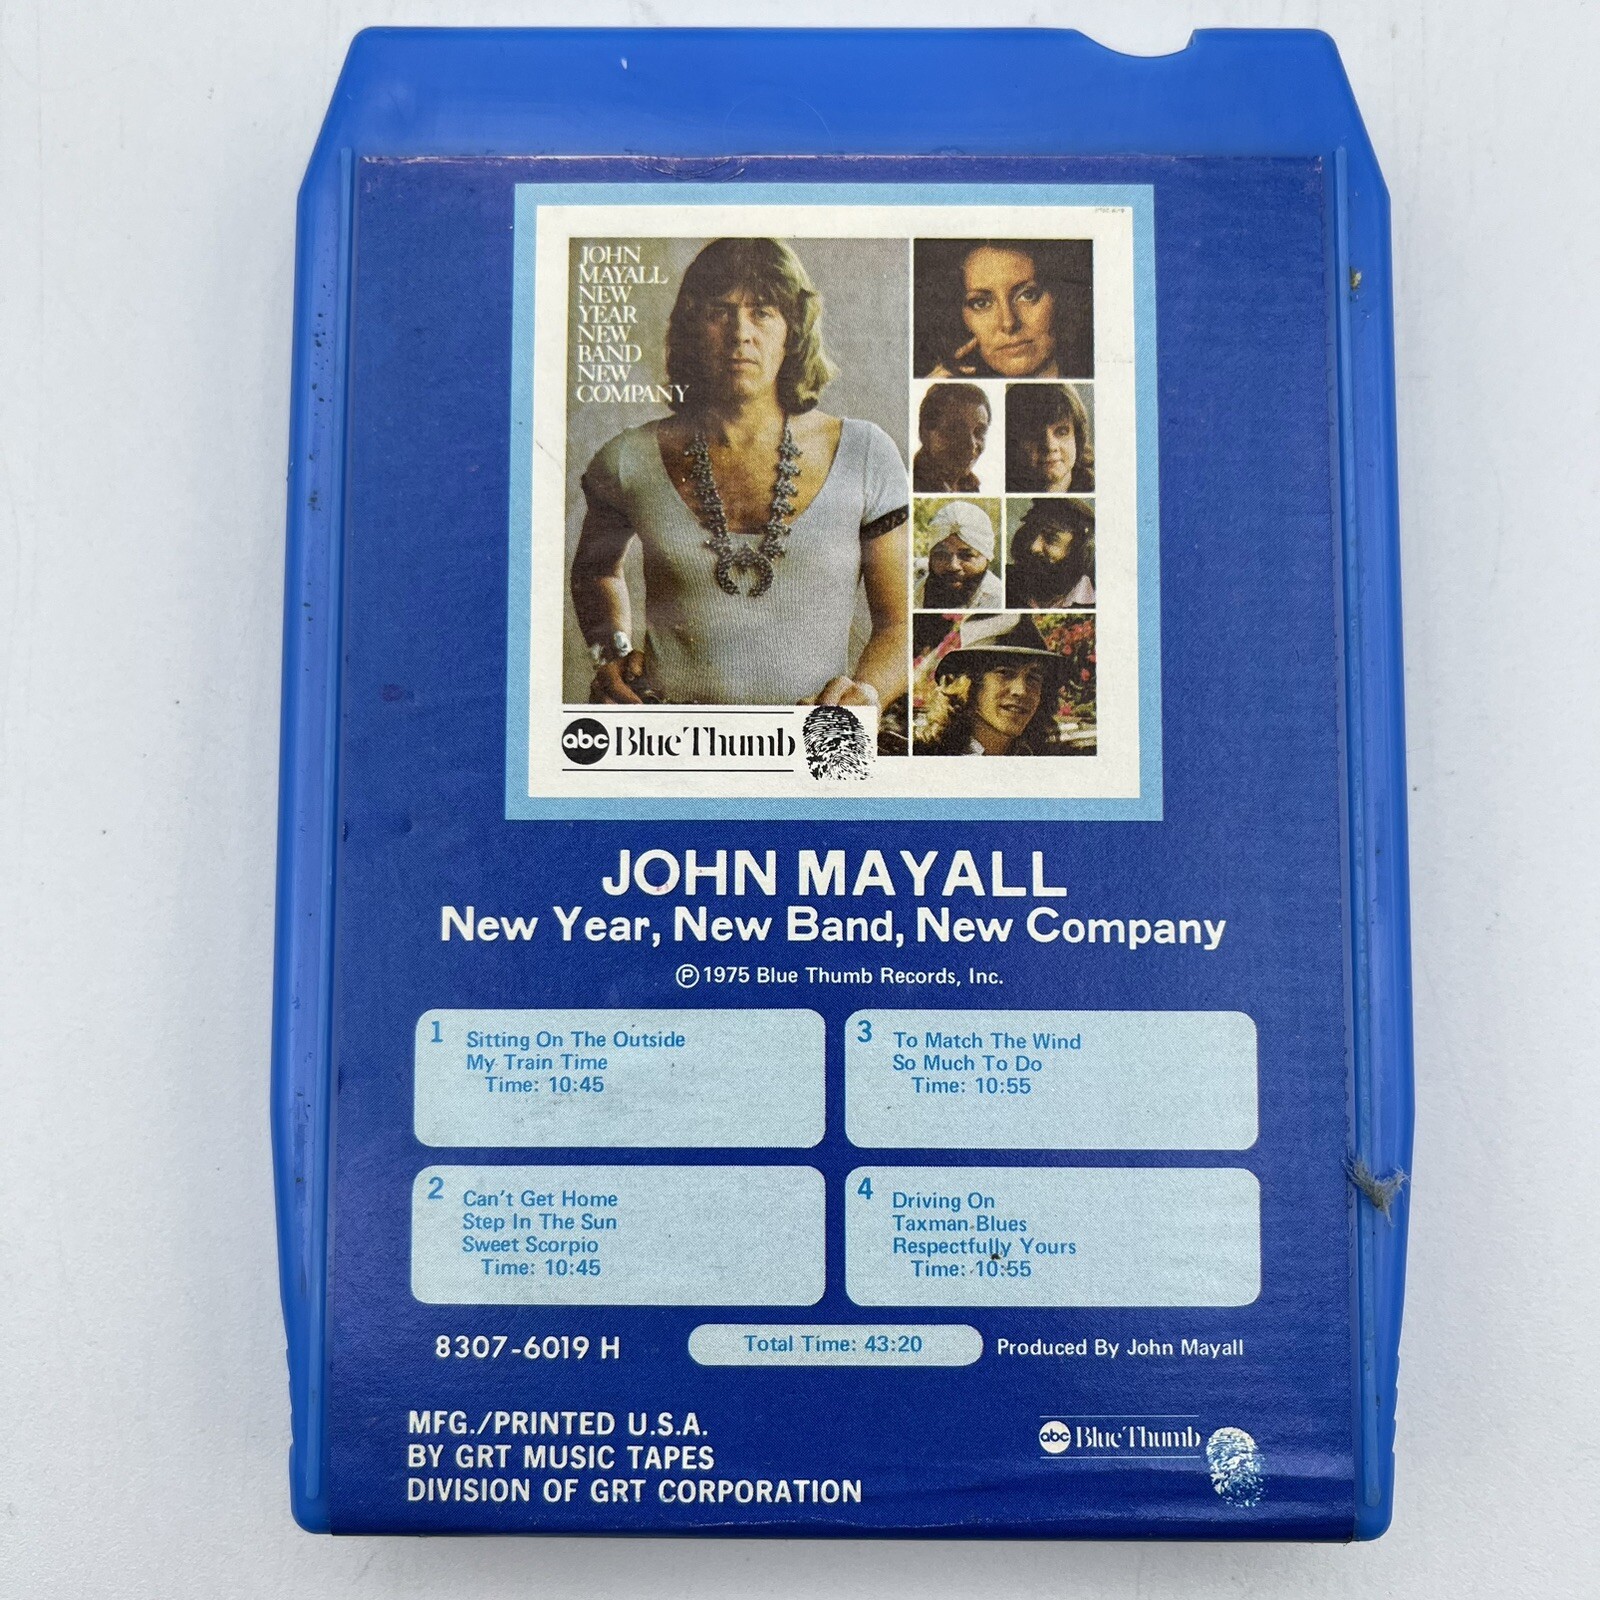 JOHN
MAYALL
NEW
YEAR
NEW
BAND
NEW
COMPANY
abc Blue Thumb
JOHN MAYALL
New Year, New Band, New Company
Ⓟ 1975 Blue Thumb Records, Inc.
1 Sitting On The Outside
My Train Time
Time: 10:45
2 Can't Get Home
Step In The Sun
Sweet Scorpio
Time: 10:45
3 To Match The Wind
So Much To Do
Time: 10:55
4 Driving On
Taxman Blues
Respectfully Yours
Time: 10:55
8307-6019 H
Total Time: 43:20
Produced By John Mayall
MFG./PRINTED U.S.A.
BY GRT MUSIC TAPES
DIVISION OF GRT CORPORATION
abc Blue Thumb